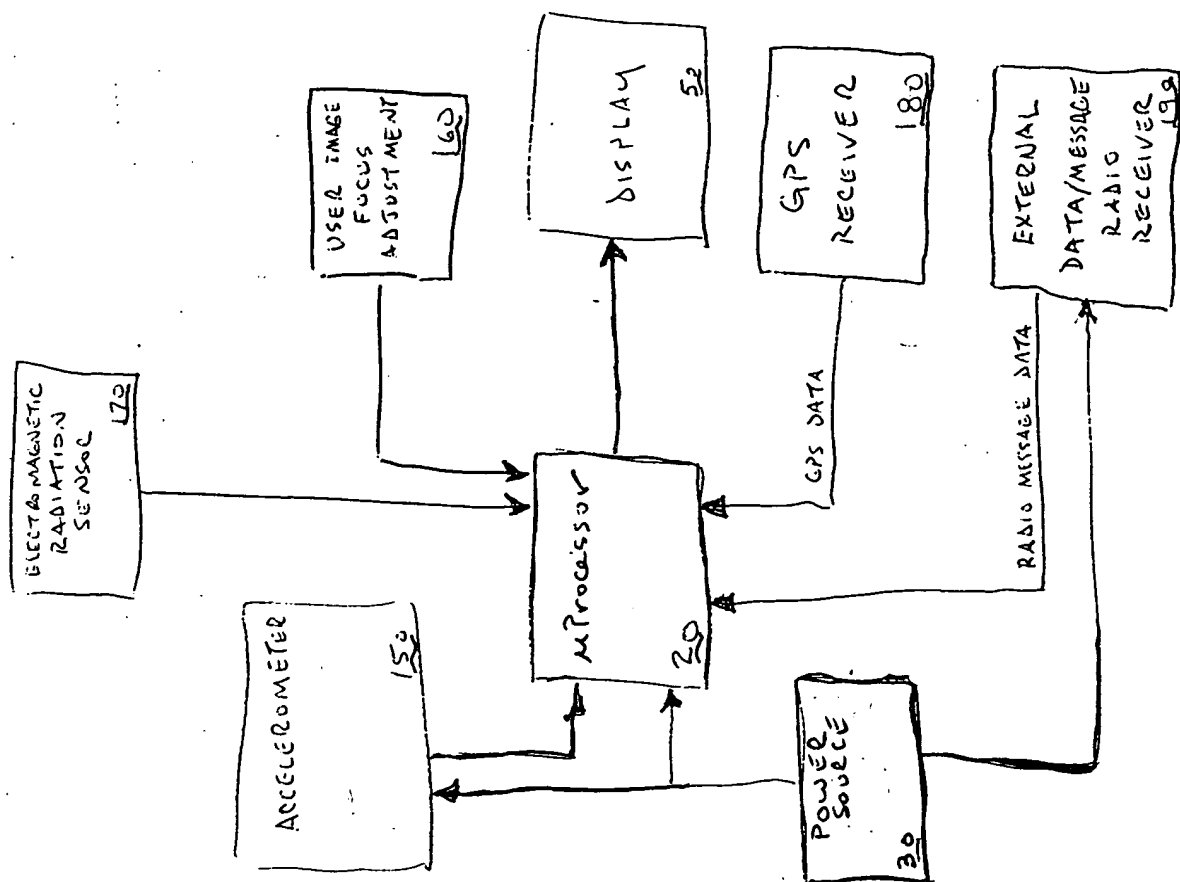 ELECTROMAGNETIC
RADIATION
SENSOR
170
ACCLEROMETER
150
USER IMAGE
FOCUS
ADJUSTMENT
160
µProcessor
20
DISPLAY
52
POWER
SOURCE
30
GPS DATA
GPS
RECEIVER
180
RADIO MESSAGE DATA
EXTERNAL
DATA/MESSAGE
RADIO
RECEIVER
190